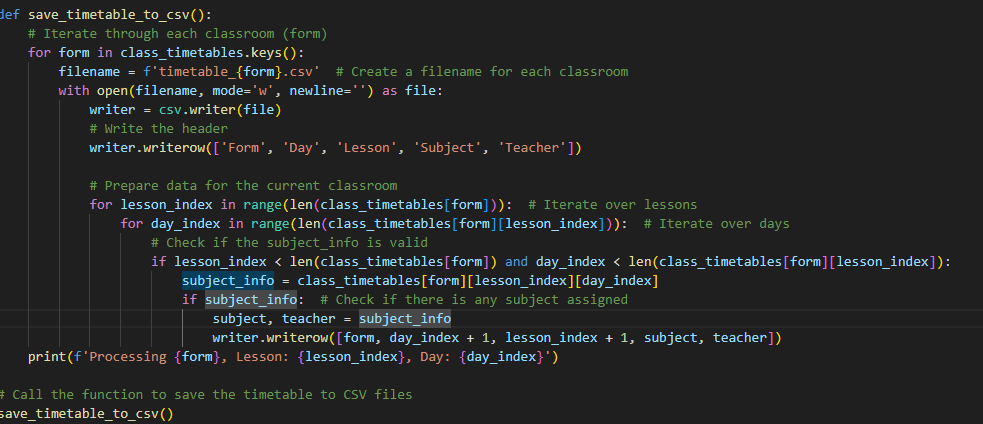 def save_timetable_to_csv():
    # Iterate through each classroom (form)
    for form in class_timetables.keys():
        filename = f'timetable_{form}.csv'  # Create a filename for each classroom
        with open(filename, mode='w', newline='') as file:
            writer = csv.writer(file)
            # Write the header
            writer.writerow(['Form', 'Day', 'Lesson', 'Subject', 'Teacher'])

            # Prepare data for the current classroom
            for lesson_index in range(len(class_timetables[form])):  # Iterate over lessons
                for day_index in range(len(class_timetables[form][lesson_index])):  # Iterate over days
                    # Check if the subject_info is valid
                    if lesson_index < len(class_timetables[form]) and day_index < len(class_timetables[form][lesson_index]):
                        subject_info = class_timetables[form][lesson_index][day_index]
                        if subject_info:  # Check if there is any subject assigned
                            subject, teacher = subject_info
                            writer.writerow([form, day_index + 1, lesson_index + 1, subject, teacher])
    print(f'Processing {form}, Lesson: {lesson_index}, Day: {day_index}')

# Call the function to save the timetable to CSV files
save_timetable_to_csv()